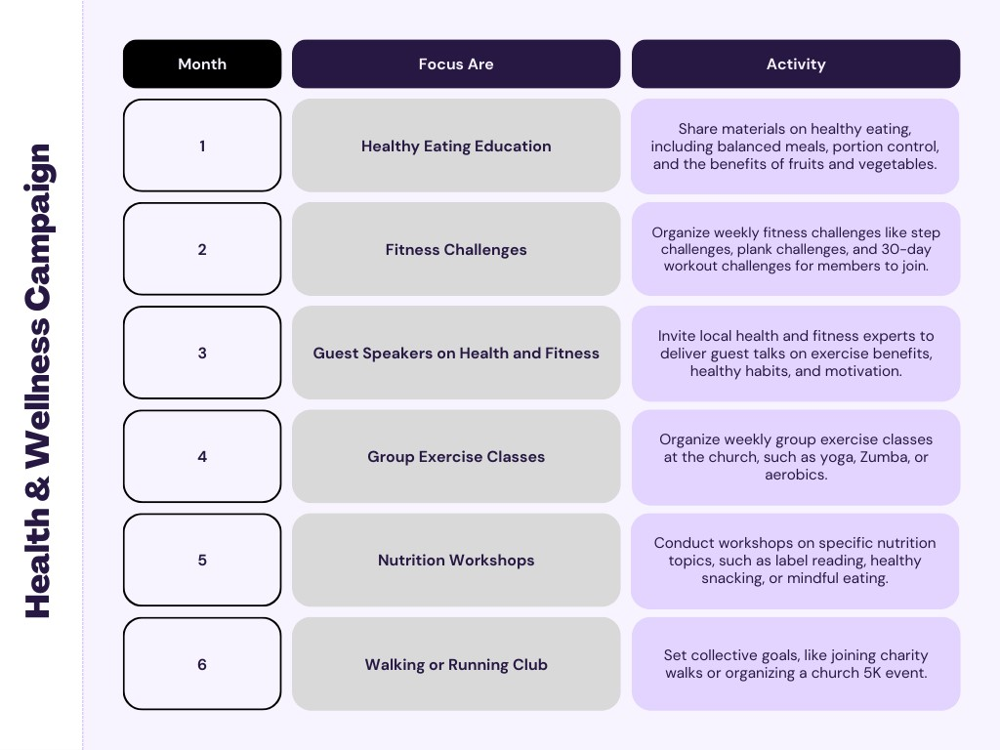 Health & Wellness Campaign
Month
Focus Are
Activity
1
Healthy Eating Education
Share materials on healthy eating,
including balanced meals, portion control,
and the benefits of fruits and vegetables.
2
Fitness Challenges
Organize weekly fitness challenges like step
challenges, plank challenges, and 30-day
workout challenges for members to join.
3
Guest Speakers on Health and Fitness
Invite local health and fitness experts to
deliver guest talks on exercise benefits,
healthy habits, and motivation.
4
Group Exercise Classes
Organize weekly group exercise classes
at the church, such as yoga, Zumba, or
aerobics.
5
Nutrition Workshops
Conduct workshops on specific nutrition
topics, such as label reading, healthy
snacking, or mindful eating.
6
Walking or Running Club
Set collective goals, like joining charity
walks or organizing a church 5K event.